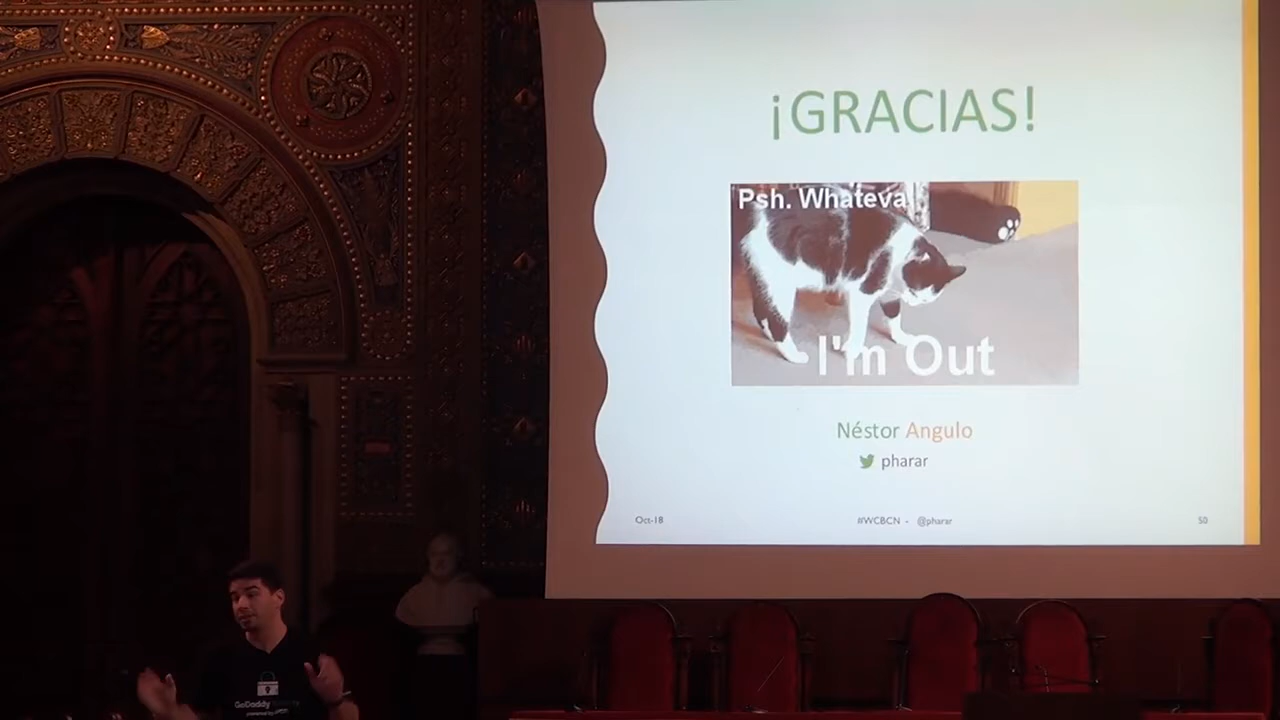 ¡GRACIAS!
Psh. Whateva
I'm Out
Néstor Angulo
pharar
Oct-18
#WCBCN - @pharar
50
GoDaddy